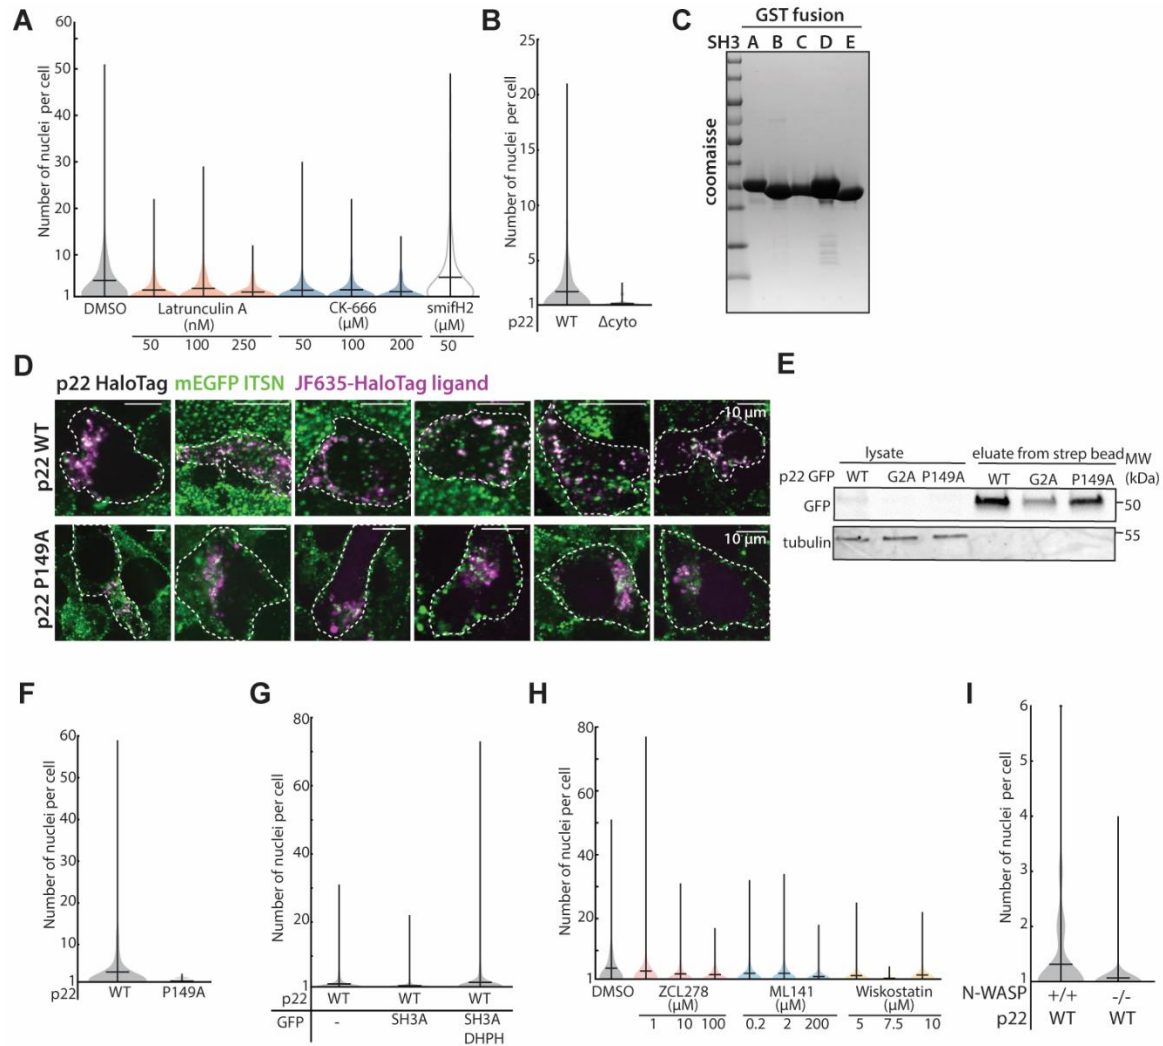 A
Number of nuclei per cell
60
50
40
30
20
10
1
DMSO
Latrunculin A
(nM)
50 100 250
CK-666
(μM)
50 100 200
smifH2
(μM)
50
B
Number of nuclei per cell
25
20
15
10
5
1
p22 WT Δcyto
C
GST fusion
SH3 A B C D E
coomaisse
D
p22 HaloTag mEGFP ITSN JF635-HaloTag ligand
p22 WT
10 μm
p22 P149A
10 μm
E
lysate eluate from strep bead MW
(kDa)
p22 GFP WT G2A P149A WT G2A P149A
GFP 50
tubulin 55
F
Number of nuclei per cell
60
50
40
30
20
10
1
p22 WT P149A
G
Number of nuclei per cell
80
60
40
20
1
p22 WT WT WT
GFP - SH3A SH3A
DHPH
H
Number of nuclei per cell
80
60
40
20
1
DMSO
ZCL278
(μM)
1 10 100
ML141
(μM)
0.2 2 200
Wiskostatin
(μM)
5 7.5 10
I
Number of nuclei per cell
6
5
4
3
2
1
N-WASP +/+ -/-
p22 WT WT